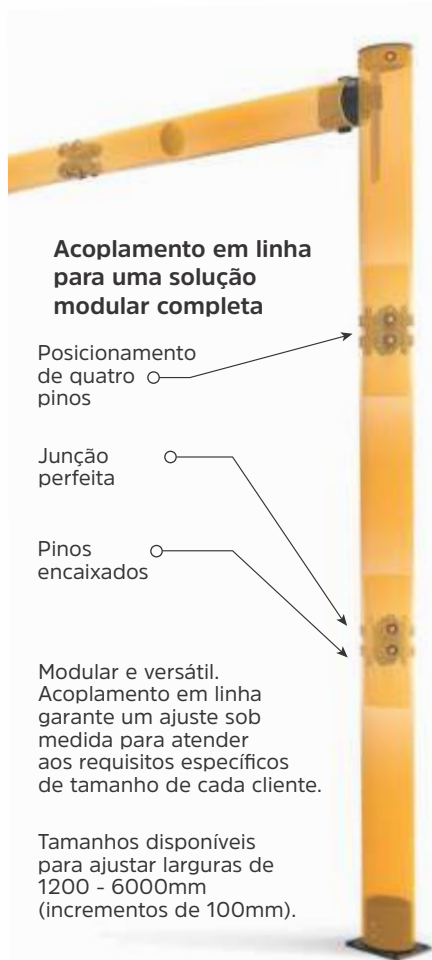 Acoplamento em linha
para uma solução
modular completa
Posicionamento
de quatro
pinos
Junção
perfeita
Pinos
encaixados
Modular e versátil.
Acoplamento em linha
garante um ajuste sob
medida para atender
aos requisitos específicos
de tamanho de cada cliente.
Tamanhos disponíveis
para ajustar larguras de
1200 - 6000mm
(incrementos de 100mm).